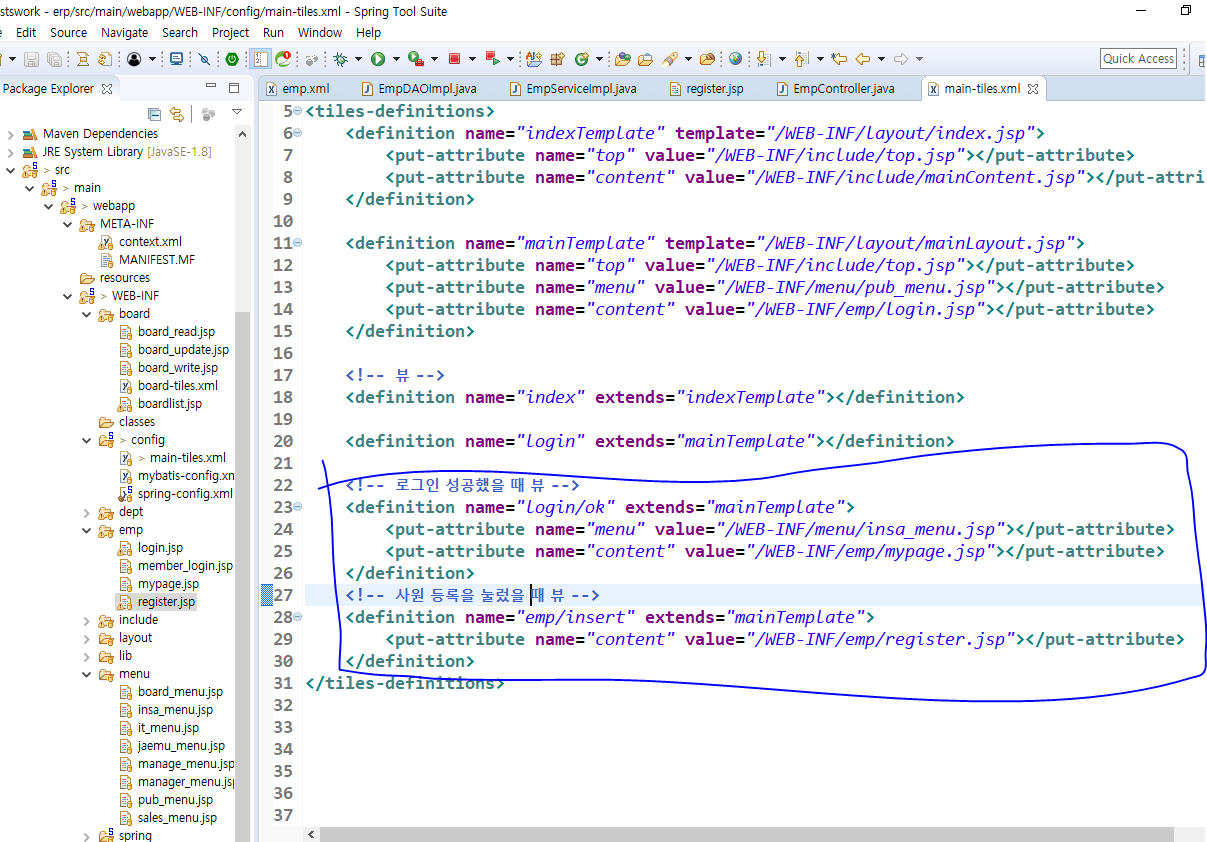 stswork - erp/src/main/webapp/WEB-INF/config/main-tiles.xml - Spring Tool Suite
Edit Source Navigate Search Project Run Window Help
Quick Access
Package Explorer
Maven Dependencies
JRE System Library [JavaSE-1.8]
> src
> main
> webapp
META-INF
context.xml
MANIFEST.MF
resources
> WEB-INF
board
board_read.jsp
board_update.jsp
board_write.jsp
board-tiles.xml
boardlist.jsp
classes
> config
> main-tiles.xml
mybatis-config.xn
spring-config.xml
dept
emp
login.jsp
member_login.jsp
mypage.jsp
register.jsp
include
layout
lib
menu
board_menu.jsp
insa_menu.jsp
it_menu.jsp
jaemu_menu.jsp
manage_menu.jsp
manager_menu.jsp
pub_menu.jsp
sales_menu.jsp
spring
emp.xml EmpDAOImpl.java EmpServiceImpl.java register.jsp EmpController.java main-tiles.xml
5 <tiles-definitions>
6 <definition name="indexTemplate" template="/WEB-INF/layout/index.jsp">
7 <put-attribute name="top" value="/WEB-INF/include/top.jsp"></put-attribute>
8 <put-attribute name="content" value="/WEB-INF/include/mainContent.jsp"></put-attri
9 </definition>
10
11 <definition name="mainTemplate" template="/WEB-INF/layout/mainLayout.jsp">
12 <put-attribute name="top" value="/WEB-INF/include/top.jsp"></put-attribute>
13 <put-attribute name="menu" value="/WEB-INF/menu/pub_menu.jsp"></put-attribute>
14 <put-attribute name="content" value="/WEB-INF/emp/login.jsp"></put-attribute>
15 </definition>
16
17 <!-- 뷰 -->
18 <definition name="index" extends="indexTemplate"></definition>
19
20 <definition name="login" extends="mainTemplate"></definition>
21
22 <!-- 로그인 성공했을 때 뷰 -->
23 <definition name="login/ok" extends="mainTemplate">
24 <put-attribute name="menu" value="/WEB-INF/menu/insa_menu.jsp"></put-attribute>
25 <put-attribute name="content" value="/WEB-INF/emp/mypage.jsp"></put-attribute>
26 </definition>
27 <!-- 사원 등록을 눌렀을 때 뷰 -->
28 <definition name="emp/insert" extends="mainTemplate">
29 <put-attribute name="content" value="/WEB-INF/emp/register.jsp"></put-attribute>
30 </definition>
31 </tiles-definitions>
32
33
34
35
36
37